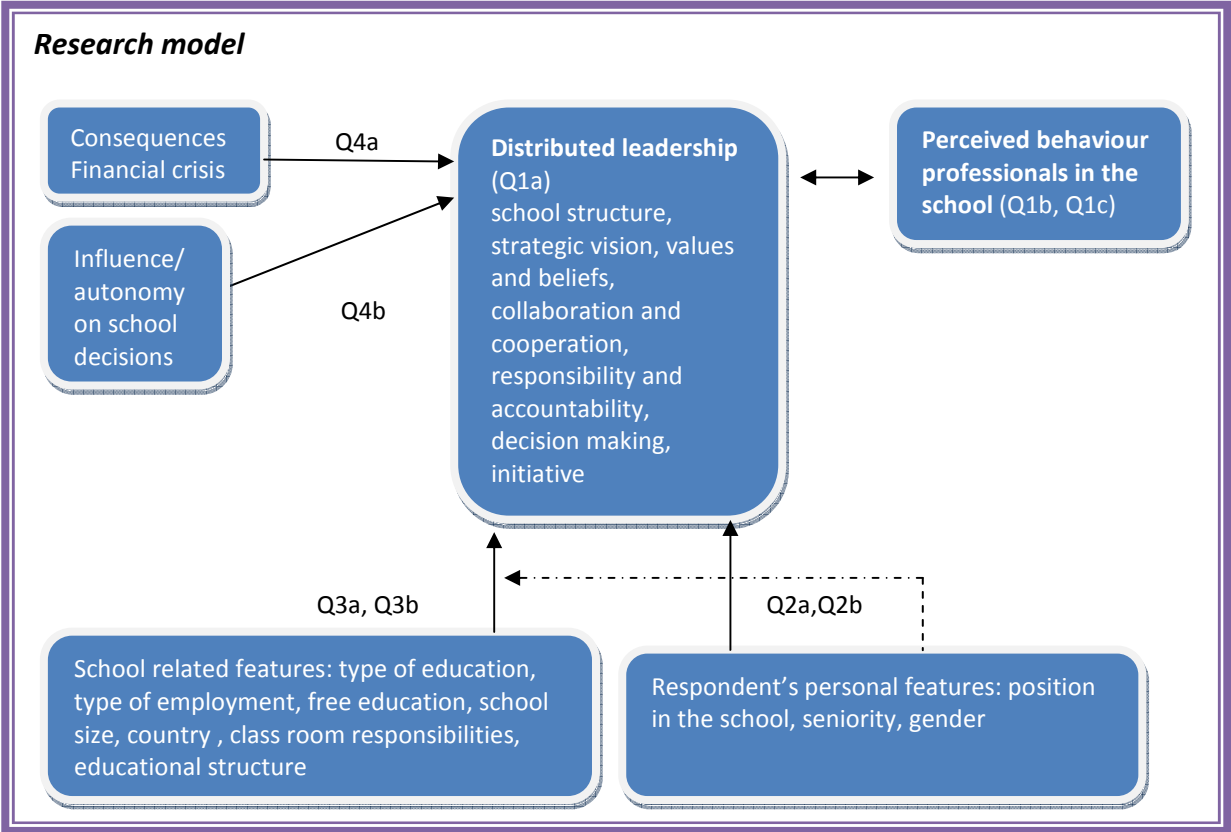 Research model
Consequences
Financial crisis
Q4a
Influence/
autonomy
on school
decisions
Q4b
Distributed leadership
(Q1a)
school structure,
strategic vision, values
and beliefs,
collaboration and
cooperation,
responsibility and
accountability,
decision making,
initiative
Perceived behaviour
professionals in the
school (Q1b, Q1c)
Q3a, Q3b
Q2a,Q2b
School related features: type of education,
type of employment, free education, school
size, country , class room responsibilities,
educational structure
Respondent’s personal features: position
in the school, seniority, gender